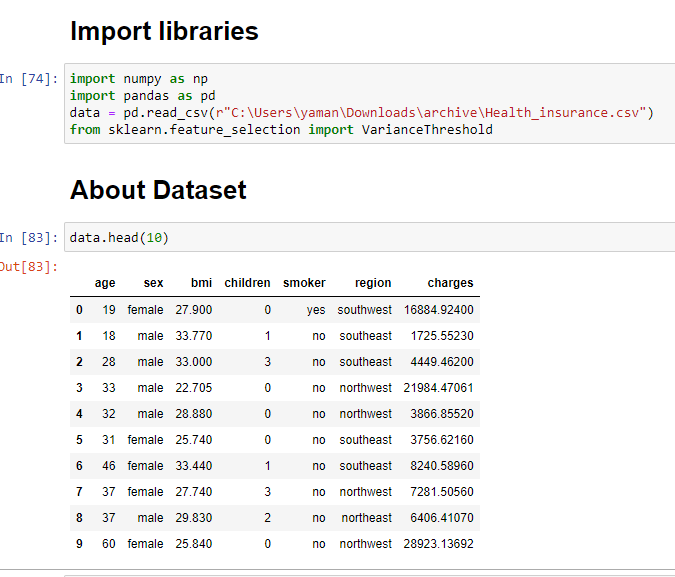 Import libraries
In [74]: import numpy as np
import pandas as pd
data = pd.read_csv(r"C:\Users\yaman\Downloads\archive\Health_insurance.csv")
from sklearn.feature_selection import VarianceThreshold
About Dataset
In [83]: data.head(10)
Out[83]:
age sex bmi children smoker region charges
0 19 female 27.900 0 yes southwest 16884.92400
1 18 male 33.770 1 no southeast 1725.55230
2 28 male 33.000 3 no southeast 4449.46200
3 33 male 22.705 0 no northwest 21984.47061
4 32 male 28.880 0 no northwest 3866.85520
5 31 female 25.740 0 no southeast 3756.62160
6 46 female 33.440 1 no southeast 8240.58960
7 37 female 27.740 3 no northwest 7281.50560
8 37 male 29.830 2 no northeast 6406.41070
9 60 female 25.840 0 no northwest 28923.13692